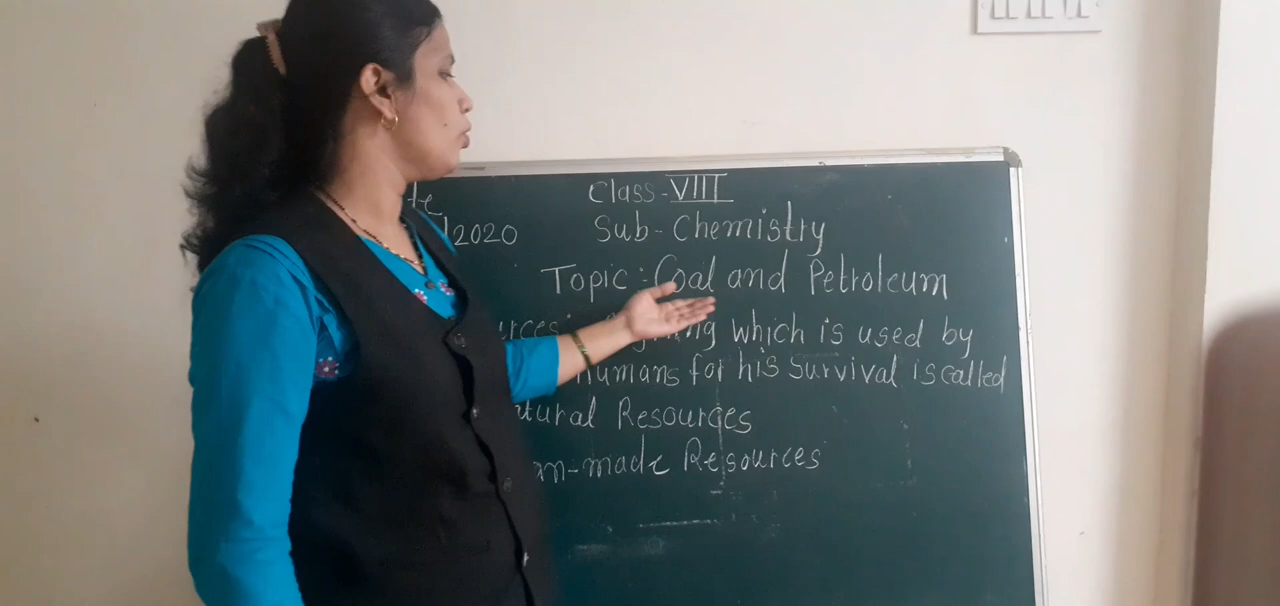 Class-VIII
2020 Sub-Chemistry
Topic:-Coal and Petroleum
which is used by
humans for his survival is called
Resources
made Resources